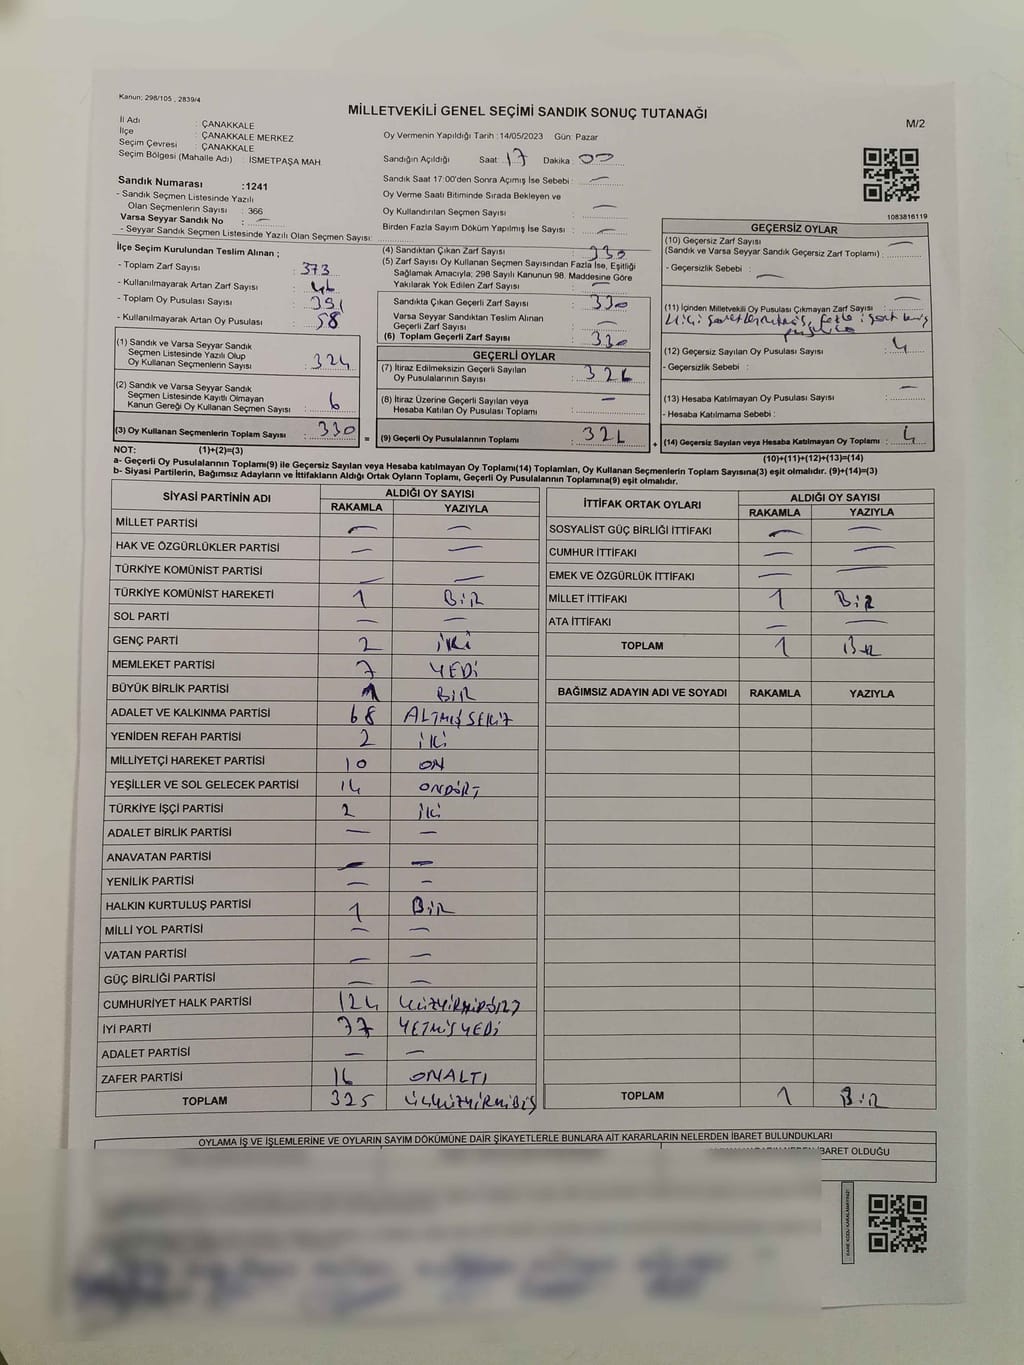 Kanun; 298/105 , 2839/4
MİLLETVEKİLİ GENEL SEÇİMİ SANDIK SONUÇ TUTANAĞI
M/2
İl Adı : ÇANAKKALE
İlçe : ÇANAKKALE MERKEZ
Seçim Çevresi : ÇANAKKALE
Seçim Bölgesi (Mahalle Adı) : İSMETPAŞA MAH.
Oy Vermenin Yapıldığı Tarih : 14/05/2023 Gün: Pazar
Sandığın Açıldığı Saat : 17 Dakika : 00
Sandık Saat 17:00'den Sonra Açımış İse Sebebi : —
Oy Verme Saati Bitiminde Sırada Bekleyen ve
Oy Kullandırılan Seçmen Sayısı : —
Birden Fazla Sayım Döküm Yapılmış İse Sayısı : —
Sandık Numarası :1241
- Sandık Seçmen Listesinde Yazılı
Olan Seçmenlerin Sayısı : 366
Varsa Seyyar Sandık No : —
- Seyyar Sandık Seçmen Listesinde Yazılı Olan Seçmen Sayısı:
1083816119
İlçe Seçim Kurulundan Teslim Alınan ;
- Toplam Zarf Sayısı : 373
- Kullanılmayarak Artan Zarf Sayısı :
- Toplam Oy Pusulası Sayısı : 391
- Kullanılmayarak Artan Oy Pusulası : 58
(1) Sandık ve Varsa Seyyar Sandık
Seçmen Listesinde Yazılı Olup
Oy Kullanan Seçmenlerin Sayısı : 324
(2) Sandık ve Varsa Seyyar Sandık
Seçmen Listesinde Kayıtlı Olmayan
Kanun Gereği Oy Kullanan Seçmen Sayısı : 6
(3) Oy Kullanan Seçmenlerin Toplam Sayısı : 330
(1)+(2)=(3)
(4) Sandıktan Çıkan Zarf Sayısı : 330
(5) Zarf Sayısı Oy Kullanan Seçmen Sayısından Fazla İse, Eşitliği
Sağlamak Amacıyla; 298 Sayılı Kanunun 98. Maddesine Göre
Yakılarak Yok Edilen Zarf Sayısı : —
Sandıkta Çıkan Geçerli Zarf Sayısı : 330
Varsa Seyyar Sandıktan Teslim Alınan
Geçerli Zarf Sayısı : —
(6) Toplam Geçerli Zarf Sayısı : 330
GEÇERLİ OYLAR
(7) İtiraz Edilmeksizin Geçerli Sayılan
Oy Pusulalarının Sayısı : 326
(8) İtiraz Üzerine Geçerli Sayılan veya
Hesaba Katılan Oy Pusulası Toplamı : —
= (9) Geçerli Oy Pusulalarının Toplamı : 326
GEÇERSİZ OYLAR
(10) Geçersiz Zarf Sayısı : —
(Sandık ve Varsa Seyyar Sandık Geçersiz Zarf Toplamı) :
- Geçersizlik Sebebi : —
(11) İçinden Milletvekili Oy Pusulası Çıkmayan Zarf Sayısı : —
(12) Geçersiz Sayılan Oy Pusulası Sayısı : 4
- Geçersizlik Sebebi :
(13) Hesaba Katılmayan Oy Pusulası Sayısı : —
- Hesaba Katılmama Sebebi :
+ (14) Geçersiz Sayılan veya Hesaba Katılmayan Oy Toplamı : 4
(10)+(11)+(12)+(13)=(14)
NOT:
a- Geçerli Oy Pusulalarının Toplamı(9) ile Geçersiz Sayılan veya Hesaba katılmayan Oy Toplamı(14) Toplamları, Oy Kullanan Seçmenlerin Toplam Sayısına(3) eşit olmalıdır. (9)+(14)=(3)
b- Siyasi Partilerin, Bağımsız Adayların ve İttifakların Aldığı Ortak Oyların Toplamı, Geçerli Oy Pusulalarının Toplamına(9) eşit olmalıdır.
SİYASİ PARTİNİN ADI ALDIĞI OY SAYISI
RAKAMLA YAZIYLA
MİLLET PARTİSİ — —
HAK VE ÖZGÜRLÜKLER PARTİSİ — —
TÜRKİYE KOMÜNİST PARTİSİ — —
TÜRKİYE KOMÜNİST HAREKETİ 1 BİR
SOL PARTİ — —
GENÇ PARTİ 2 İKİ
MEMLEKET PARTİSİ 7 YEDİ
BÜYÜK BİRLİK PARTİSİ 1 BİR
ADALET VE KALKINMA PARTİSİ 68 ALTMIŞSEKİZ
YENİDEN REFAH PARTİSİ 2 İKİ
MİLLİYETÇİ HAREKET PARTİSİ 10 ON
YEŞİLLER VE SOL GELECEK PARTİSİ 14 ONDÖRT
TÜRKİYE İŞÇİ PARTİSİ 2 İKİ
ADALET BİRLİK PARTİSİ — —
ANAVATAN PARTİSİ — —
YENİLİK PARTİSİ — —
HALKIN KURTULUŞ PARTİSİ 1 BİR
MİLLİ YOL PARTİSİ — —
VATAN PARTİSİ — —
GÜÇ BİRLİĞİ PARTİSİ — —
CUMHURİYET HALK PARTİSİ 124 YÜZYİRMİDÖRT
İYİ PARTİ 77 YETMİŞYEDİ
ADALET PARTİSİ — —
ZAFER PARTİSİ 16 ONALTI
TOPLAM 325 ÜÇYÜZYİRMİBEŞ
İTTİFAK ORTAK OYLARI ALDIĞI OY SAYISI
RAKAMLA YAZIYLA
SOSYALİST GÜÇ BİRLİĞİ İTTİFAKI — —
CUMHUR İTTİFAKI — —
EMEK VE ÖZGÜRLÜK İTTİFAKI — —
MİLLET İTTİFAKI 1 BİR
ATA İTTİFAKI — —
TOPLAM 1 BİR
BAĞIMSIZ ADAYIN ADI VE SOYADI RAKAMLA YAZIYLA
TOPLAM 1 BİR
OYLAMA İŞ VE İŞLEMLERİNE VE OYLARIN SAYIM DÖKÜMÜNE DAİR ŞİKAYETLERLE BUNLARA AİT KARARLARIN NELERDEN İBARET BULUNDUKLARI
İBARET OLDUĞU